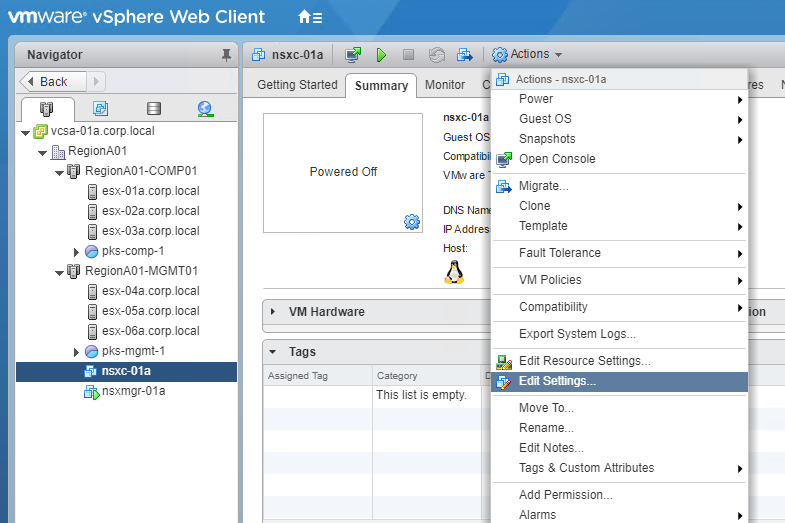 vmware® vSphere Web Client
Navigator
Back
vcsa-01a.corp.local
RegionA01
RegionA01-COMP01
esx-01a.corp.local
esx-02a.corp.local
esx-03a.corp.local
pks-comp-1
RegionA01-MGMT01
esx-04a.corp.local
esx-05a.corp.local
esx-06a.corp.local
pks-mgmt-1
nsxc-01a
nsxmgr-01a
nsxc-01a
Actions
Getting Started
Summary
Monitor
C
res
Powered Off
nsxc-01a
Guest OS
Compatib
VMware T
DNS Name
IP Address
Host:
VM Hardware
ion
Tags
Assigned Tag
Category
D
This list is empty.
Actions - nsxc-01a
Power
Guest OS
Snapshots
Open Console
Migrate...
Clone
Template
Fault Tolerance
VM Policies
Compatibility
Export System Logs...
Edit Resource Settings...
Edit Settings...
Move To...
Rename...
Edit Notes...
Tags & Custom Attributes
Add Permission...
Alarms